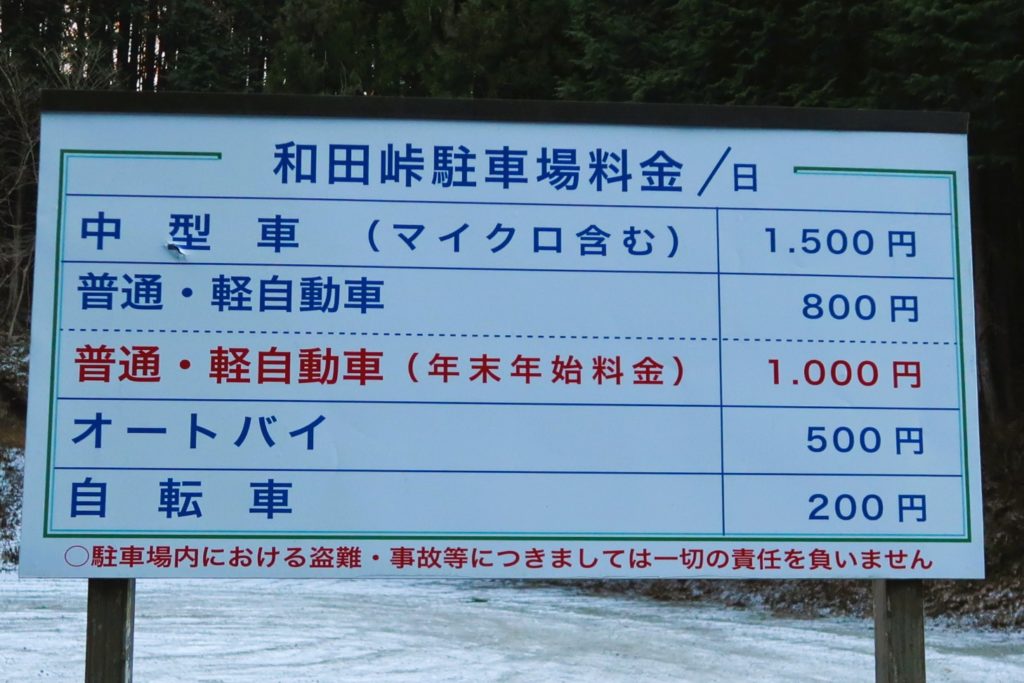 和田峠駐車場料金／日
中型車 （マイクロ含む） 1.500円
普通・軽自動車 800円
普通・軽自動車（年末年始料金） 1.000円
オートバイ 500円
自転車 200円
○駐車場内における盗難・事故等につきましては一切の責任を負いません